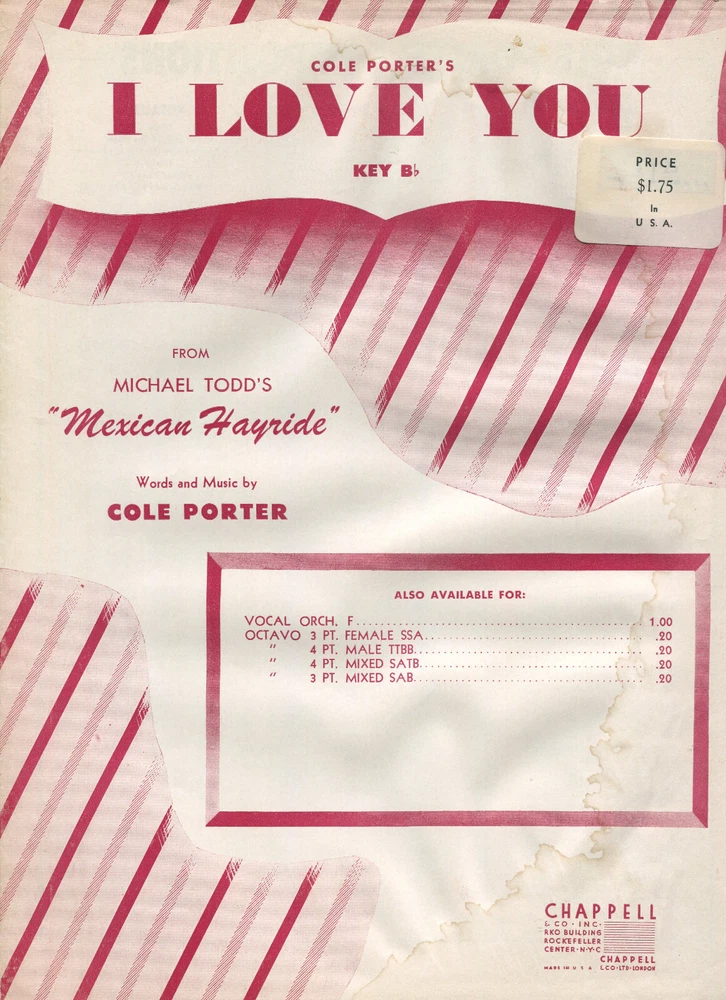 COLE PORTER'S
I LOVE YOU
KEY B♭
PRICE
$1.75
In
U S. A.
FROM
MICHAEL TODD'S
"Mexican Hayride"
Words and Music by
COLE PORTER
ALSO AVAILABLE FOR:
VOCAL ORCH. F. . . . . . . . . . . . . . . . . . . . 1.00
OCTAVO 3 PT. FEMALE SSA. . . . . . . . . . . . . . . . .20
" 4 PT. MALE TTBB. . . . . . . . . . . . . . . . .20
" 4 PT. MIXED SATB. . . . . . . . . . . . . . . . .20
" 3 PT. MIXED SAB. . . . . . . . . . . . . . . . .20
CHAPPELL
& CO · INC ·
RKO BUILDING
ROCKEFELLER
CENTER · N · Y · C
CHAPPELL
MADE IN U S A & CO · LTD · LONDON